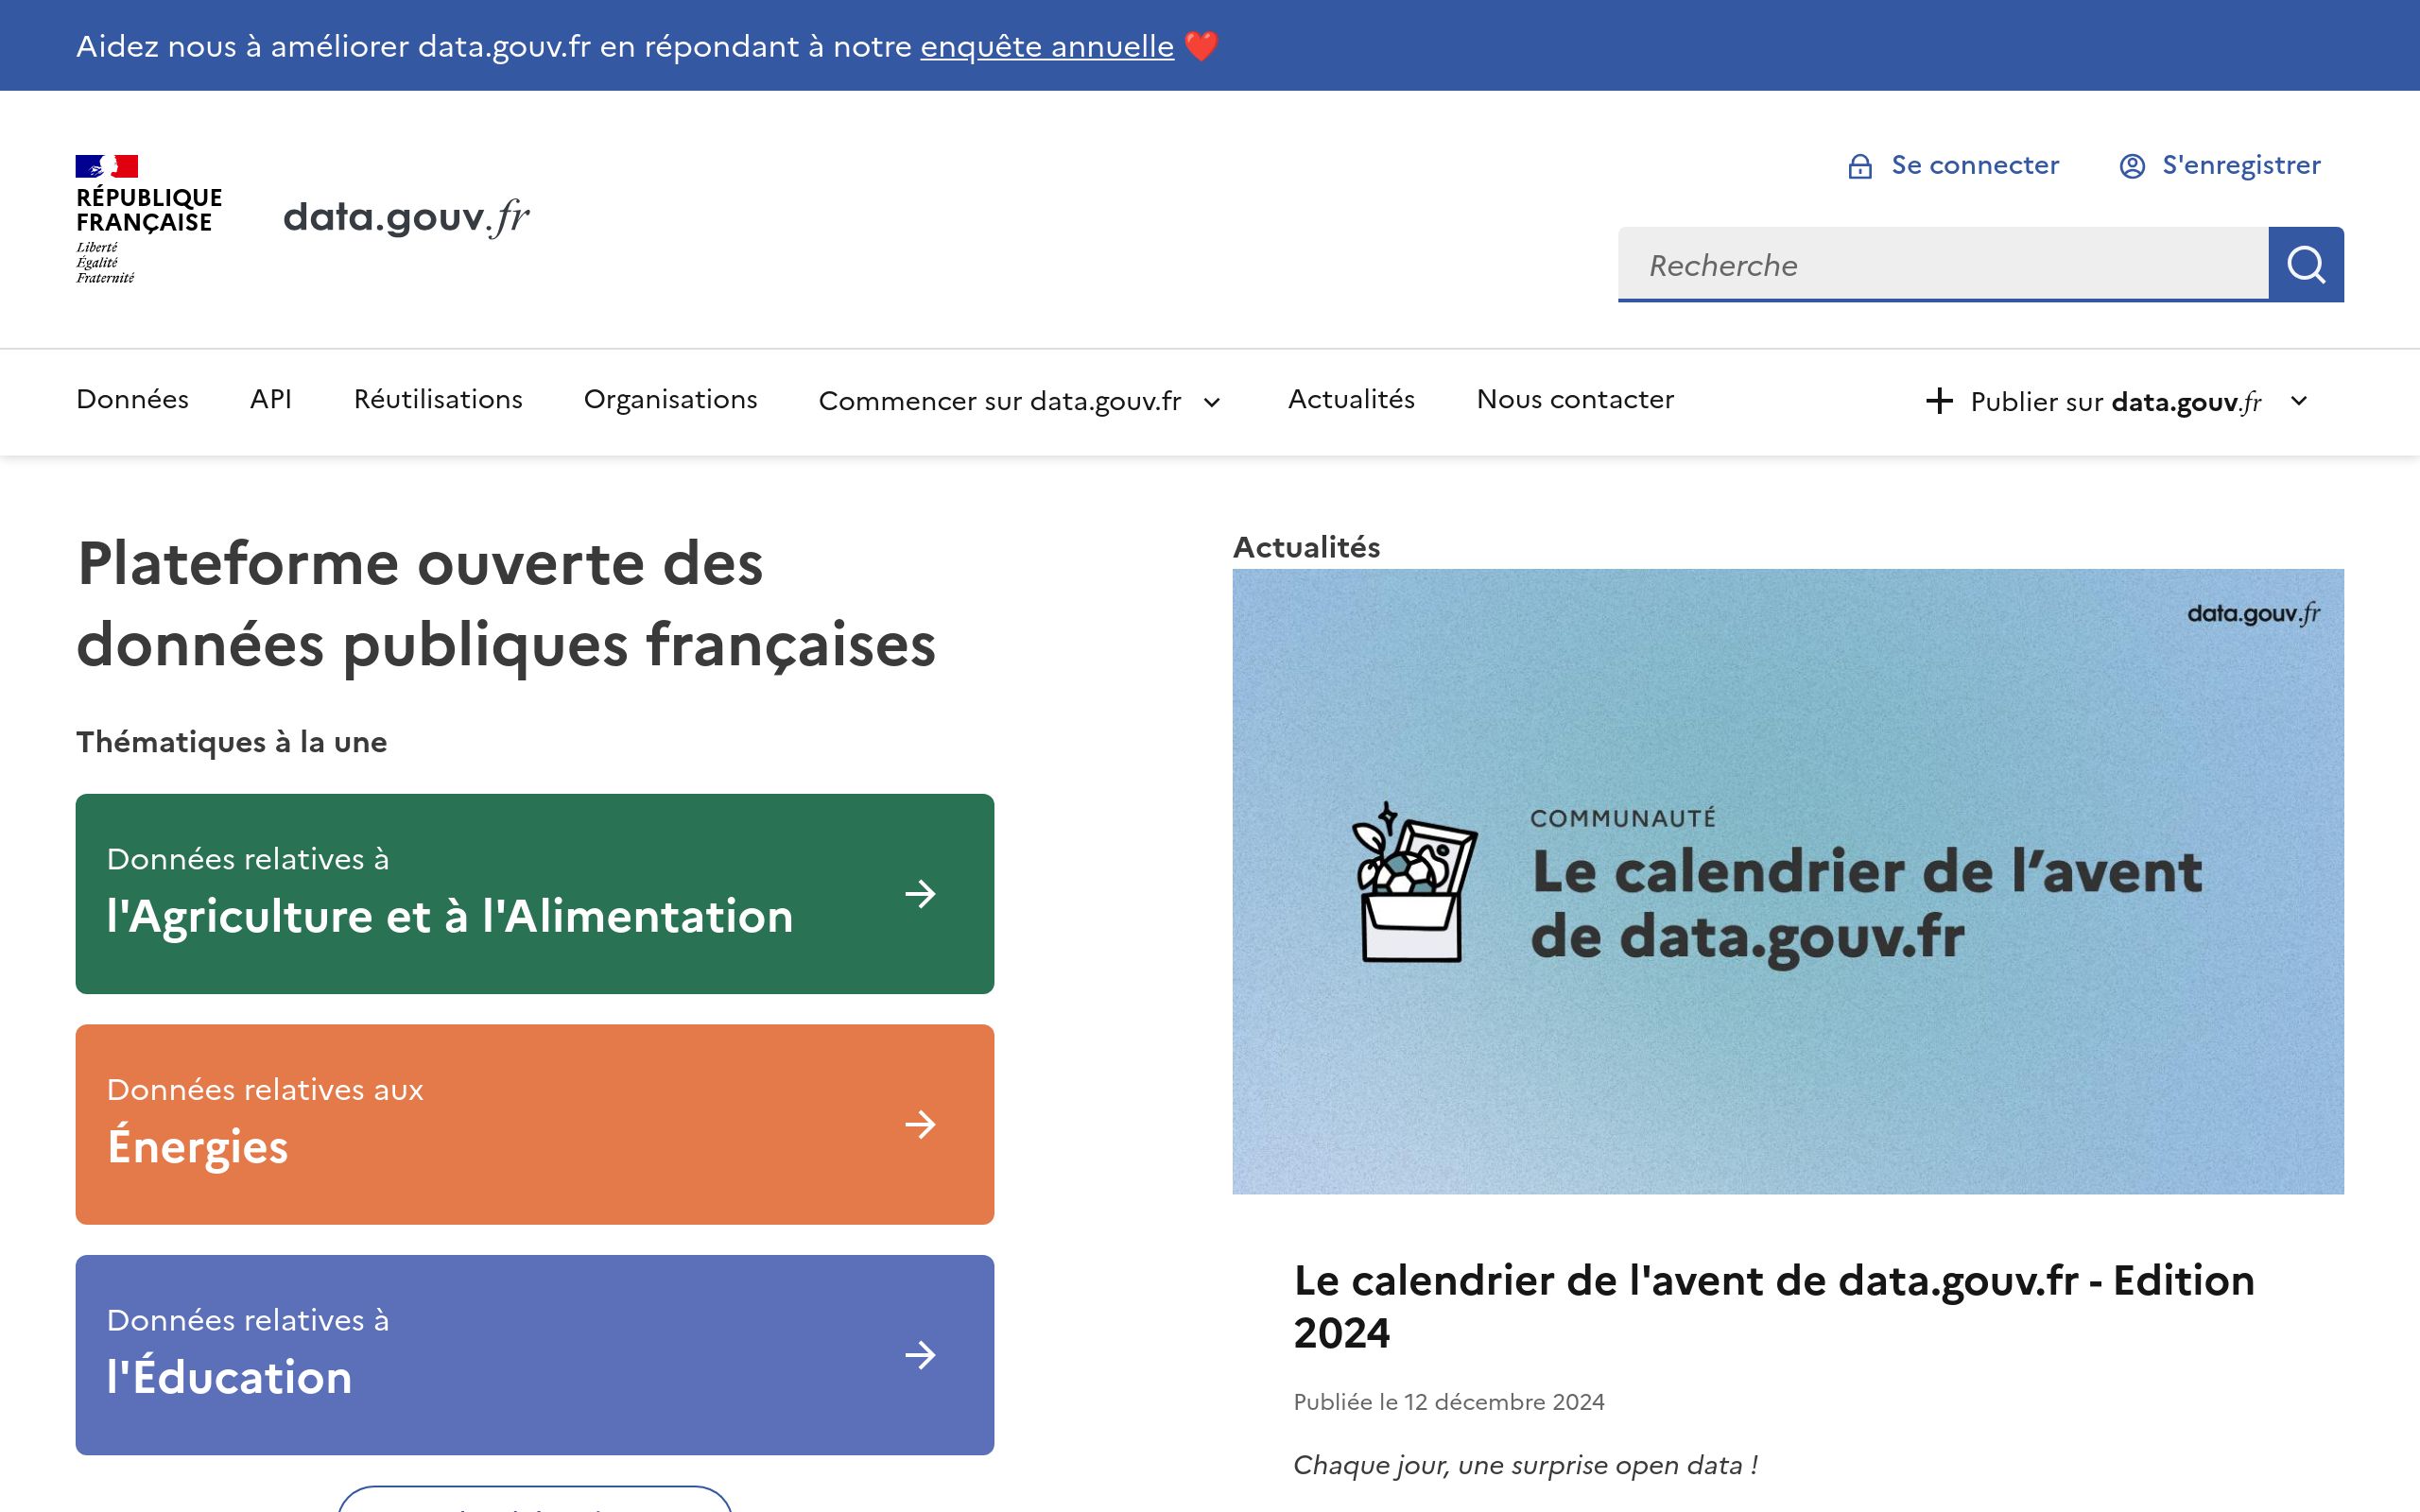 Aidez nous à améliorer data.gouv.fr en répondant à notre enquête annuelle ❤️
RÉPUBLIQUE
FRANÇAISE
Liberté
Égalité
Fraternité
data.gouv.fr
Se connecter
S'enregistrer
Recherche
Données
API
Réutilisations
Organisations
Commencer sur data.gouv.fr
Actualités
Nous contacter
Publier sur data.gouv.fr
Plateforme ouverte des
données publiques françaises
Thématiques à la une
Données relatives à
l'Agriculture et à l'Alimentation
Données relatives aux
Énergies
Données relatives à
l'Éducation
Actualités
data.gouv.fr
COMMUNAUTÉ
Le calendrier de l’avent
de data.gouv.fr
Le calendrier de l'avent de data.gouv.fr - Edition
2024
Publiée le 12 décembre 2024
Chaque jour, une surprise open data !